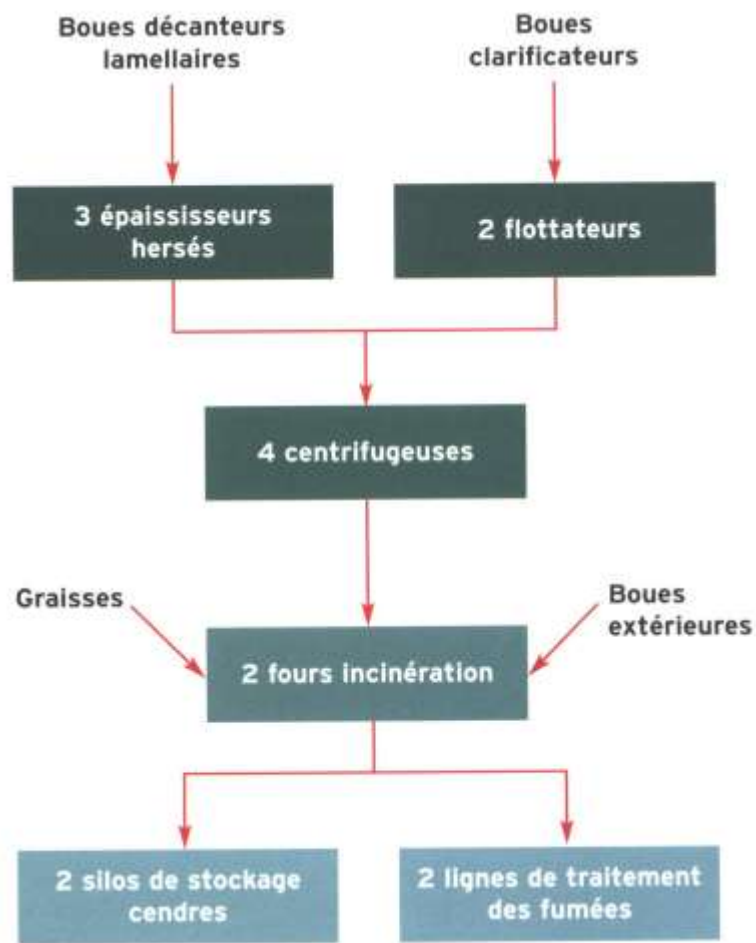 Boues décanteurs
lamellaires
Boues
clarificateurs
3 épaississeurs
hersés
2 flottateurs
4 centrifugeuses
Graisses
Boues
extérieures
2 fours incinération
2 silos de stockage
cendres
2 lignes de traitement
des fumées